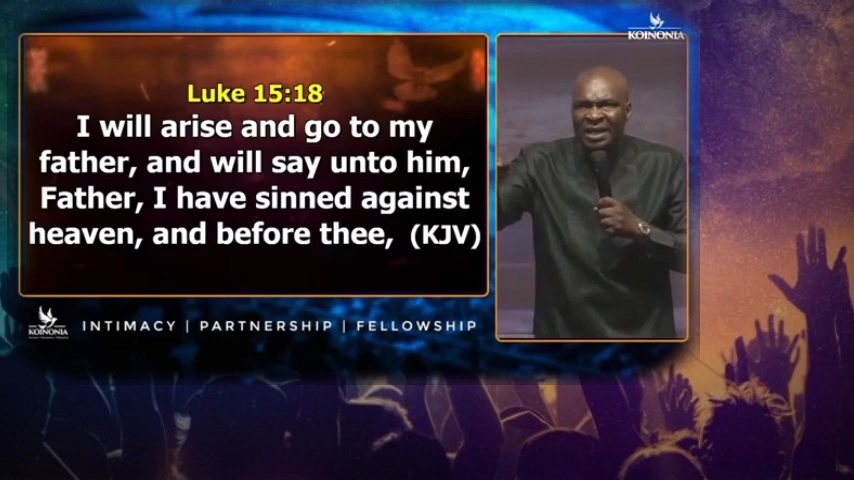 KOINONIA
Luke 15:18
I will arise and go to my
father, and will say unto him,
Father, I have sinned against
heaven, and before thee, (KJV)
KOINONIA
INTIMACY | PARTNERSHIP | FELLOWSHIP